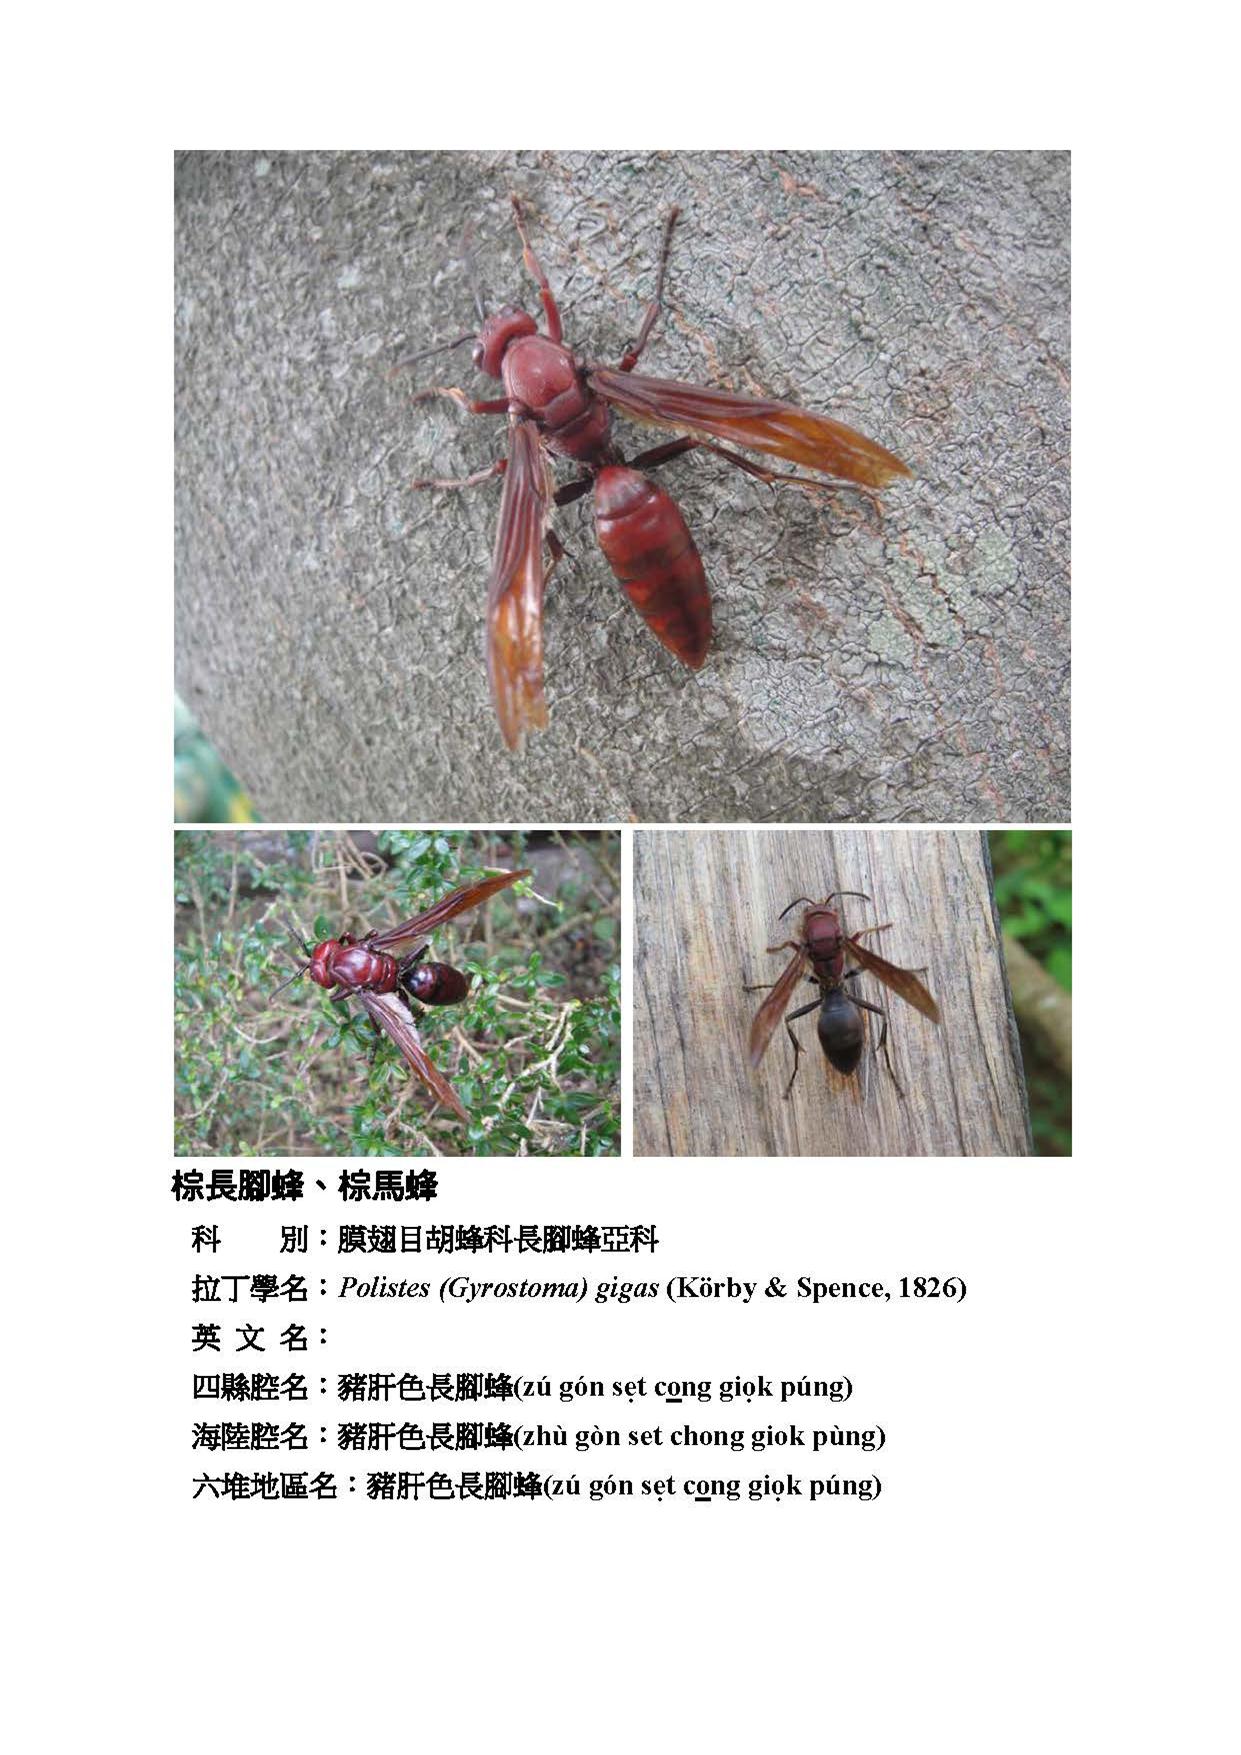 棕長腳蜂、棕馬蜂
科　　別：膜翅目胡蜂科長腳蜂亞科
拉丁學名：Polistes (Gyrostoma) gigas (Körby & Spence, 1826)
英 文 名：
四縣腔名：豬肝色長腳蜂(zú gón sẹt co̲ng giọk púng)
海陸腔名：豬肝色長腳蜂(zhù gòn set chong giok pùng)
六堆地區名：豬肝色長腳蜂(zú gón sẹt co̲ng giọk púng)